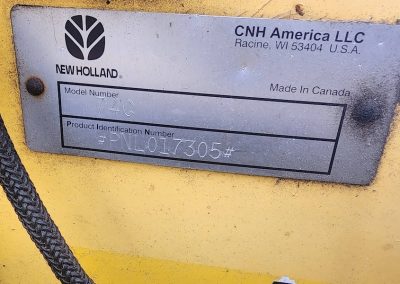 CNH America LLC
Racine, WI 53404 U.S.A.
NEW HOLLAND
Made in Canada
Model Number
Product Identification Number
*PNL017305*